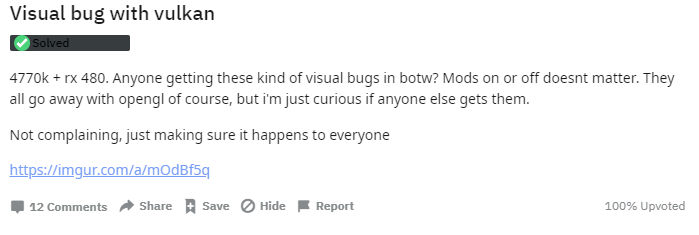 Visual bug with vulkan
Solved
4770k + rx 480. Anyone getting these kind of visual bugs in botw? Mods on or off doesnt matter. They
all go away with opengl of course, but i'm just curious if anyone else gets them.
Not complaining, just making sure it happens to everyone
https://imgur.com/a/mOdBf5q
12 Comments Share Save Hide Report 100% Upvoted